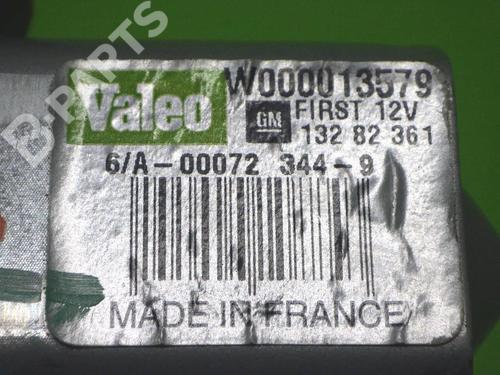 B-PARTS
Valeo
W000013579
GM
FIRST 12V
132 82 361
6/A-00072 344-9
MADE IN FRANCE